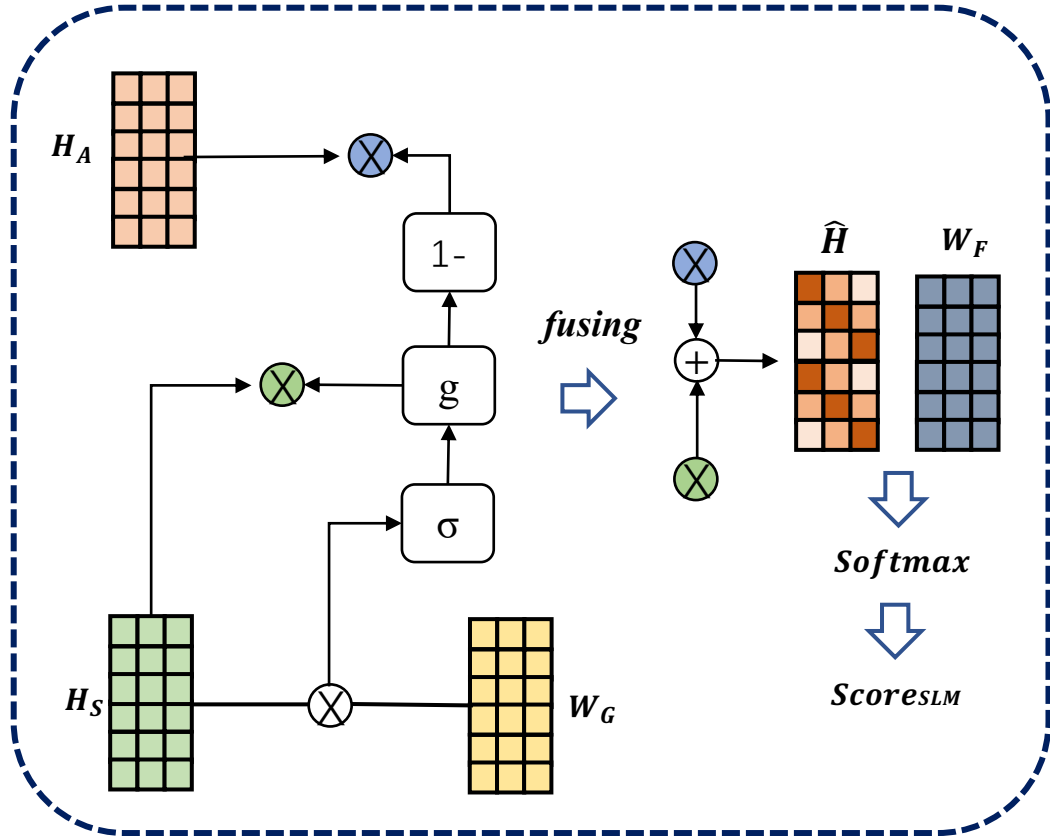 H_A
1-
fusing
Ĥ
W_F
g
+
σ
Softmax
H_S
W_G
Score_SLM